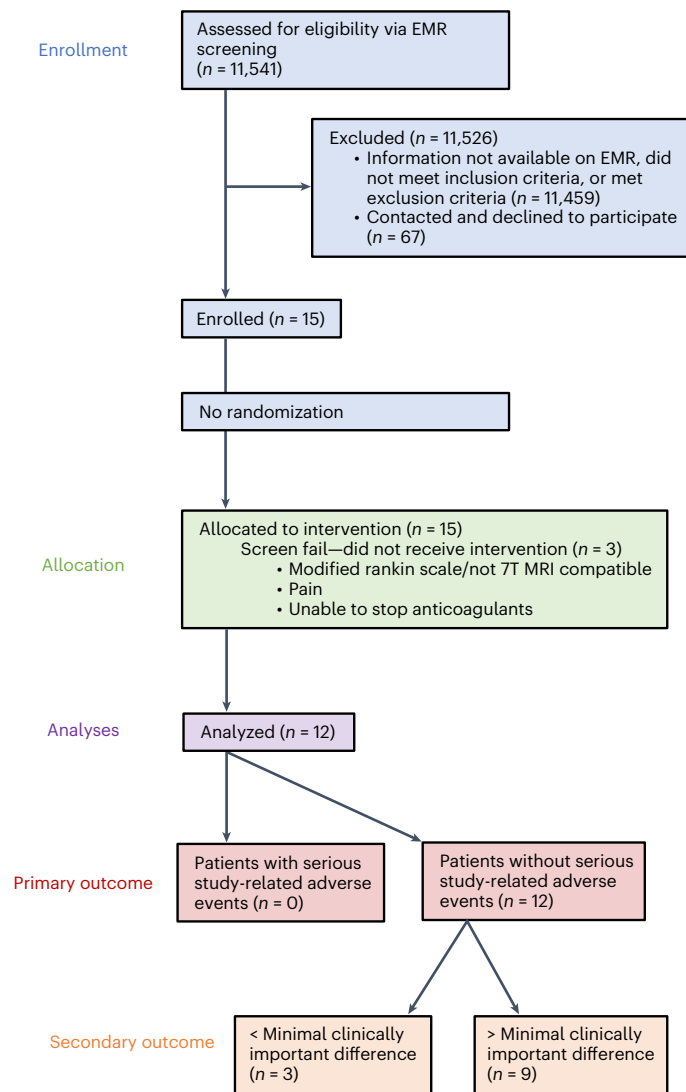 Enrollment
Assessed for eligibility via EMR
screening
(n = 11,541)
Excluded (n = 11,526)
• Information not available on EMR, did
not meet inclusion criteria, or met
exclusion criteria (n = 11,459)
• Contacted and declined to participate
(n = 67)
Enrolled (n = 15)
No randomization
Allocation
Allocated to intervention (n = 15)
Screen fail—did not receive intervention (n = 3)
• Modified rankin scale/not 7T MRI compatible
• Pain
• Unable to stop anticoagulants
Analyses
Analyzed (n = 12)
Primary outcome
Patients with serious
study-related adverse
events (n = 0)
Patients without serious
study-related adverse
events (n = 12)
Secondary outcome
< Minimal clinically
important difference
(n = 3)
> Minimal clinically
important difference
(n = 9)